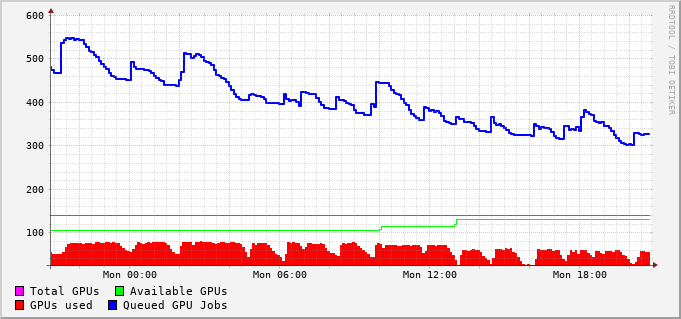 600
500
400
300
200
100
Mon 00:00 Mon 06:00 Mon 12:00 Mon 18:00
Total GPUs Available GPUs
GPUs used Queued GPU Jobs
RRDTOOL / TOBI OETIKER